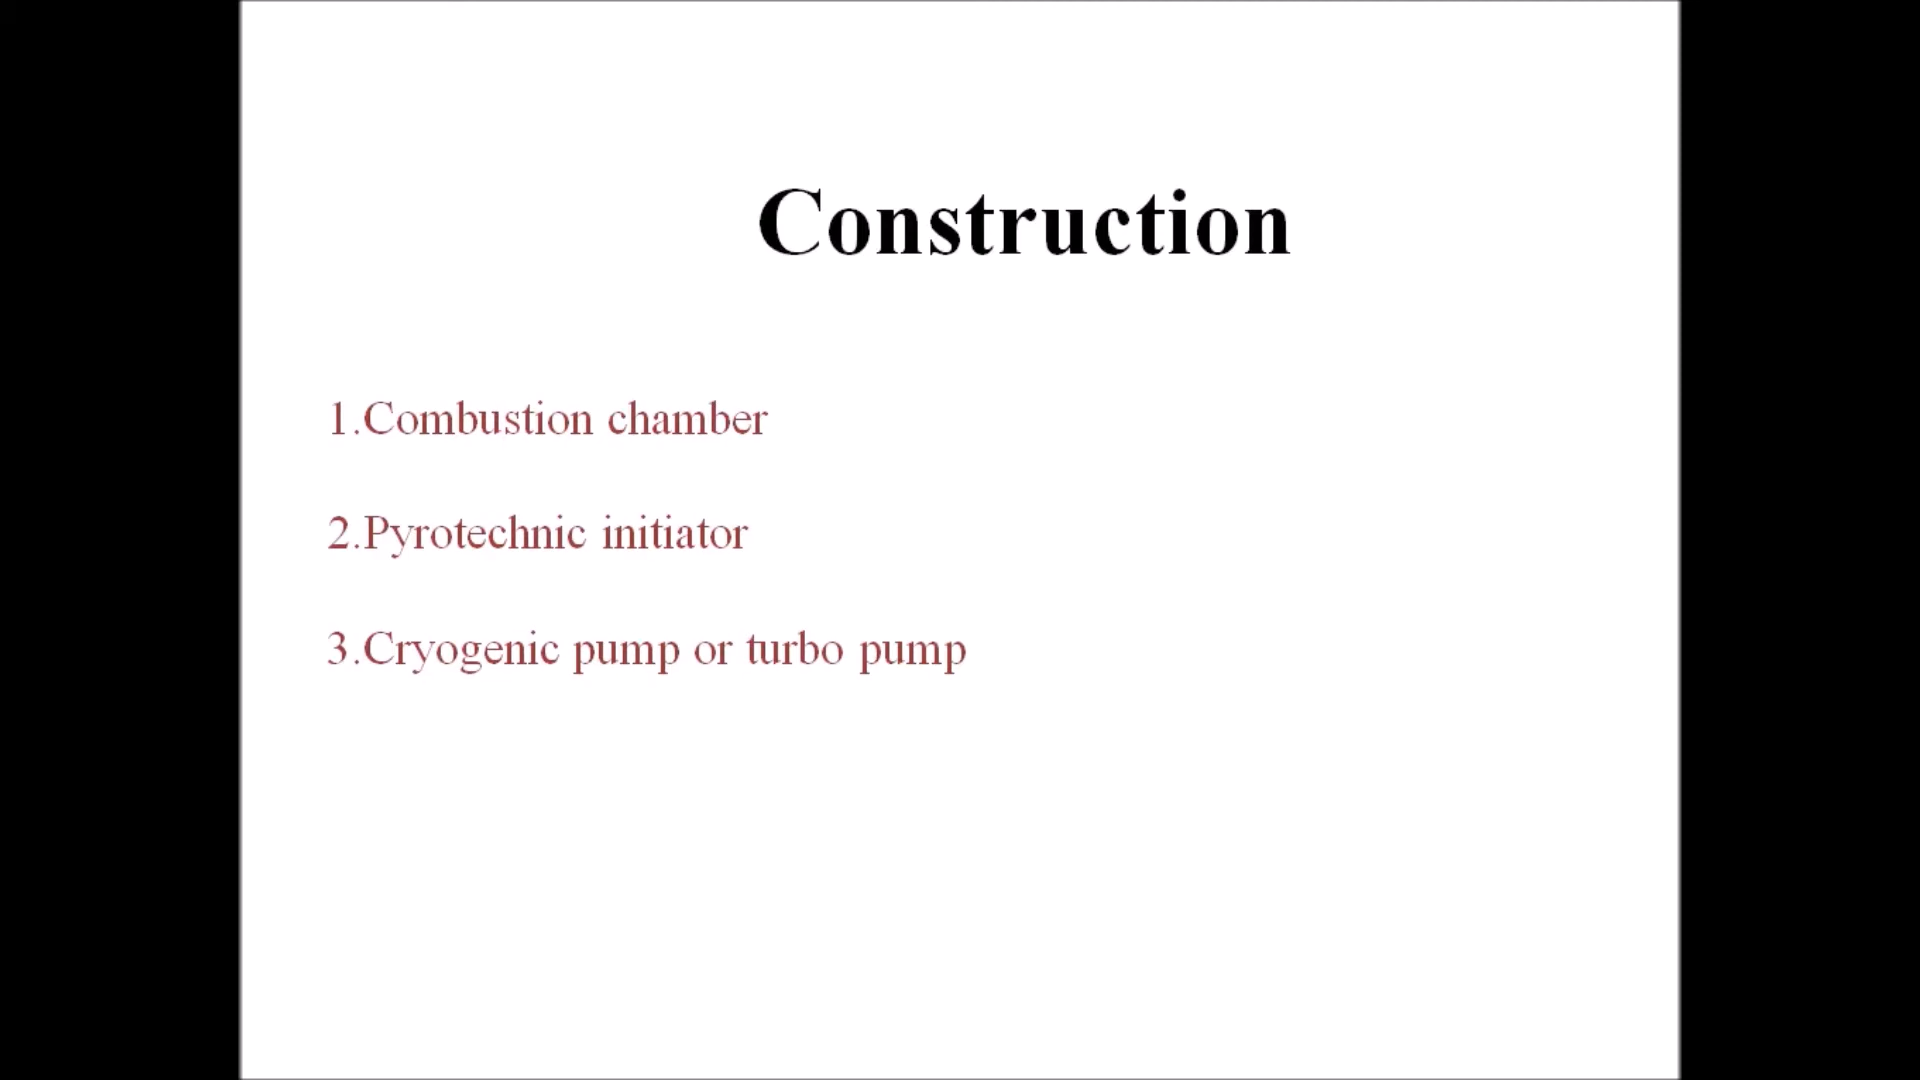 Construction
1.Combustion chamber
2.Pyrotechnic initiator
3.Cryogenic pump or turbo pump